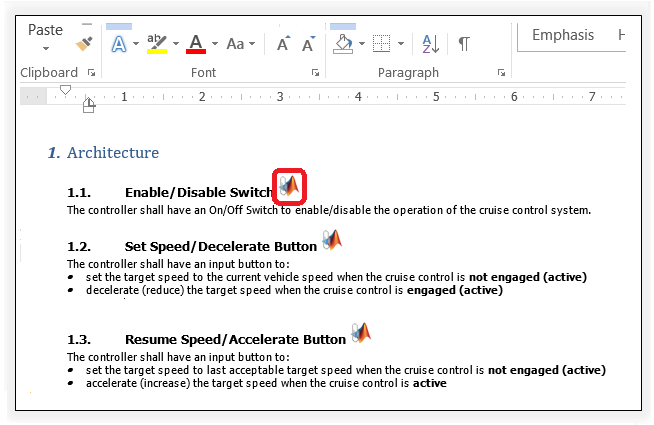 Paste
A aby A Aa A A A Z ¶ Emphasis H
Clipboard Font Paragraph
1 2 3 4 5 6 7
1. Architecture
1.1. Enable/Disable Switch
The controller shall have an On/Off Switch to enable/disable the operation of the cruise control system.
1.2. Set Speed/Decelerate Button
The controller shall have an input button to:
• set the target speed to the current vehicle speed when the cruise control is not engaged (active)
• decelerate (reduce) the target speed when the cruise control is engaged (active)
1.3. Resume Speed/Accelerate Button
The controller shall have an input button to:
• set the target speed to last acceptable target speed when the cruise control is not engaged (active)
• accelerate (increase) the target speed when the cruise control is active